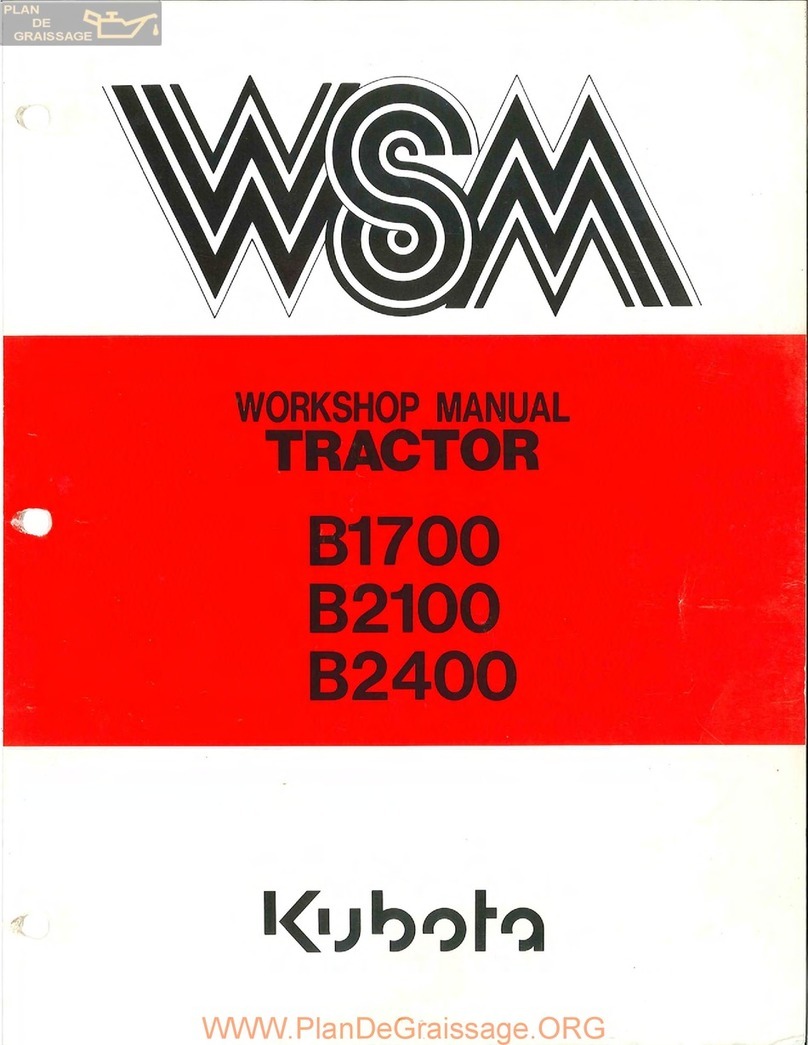 PLAN
DE
GRAISSAGE
WSM
WORKSHOP MANUAL
TRACTOR
B1700
B2100
B2400
Kubota
WWW.PlanDeGraissage.ORG